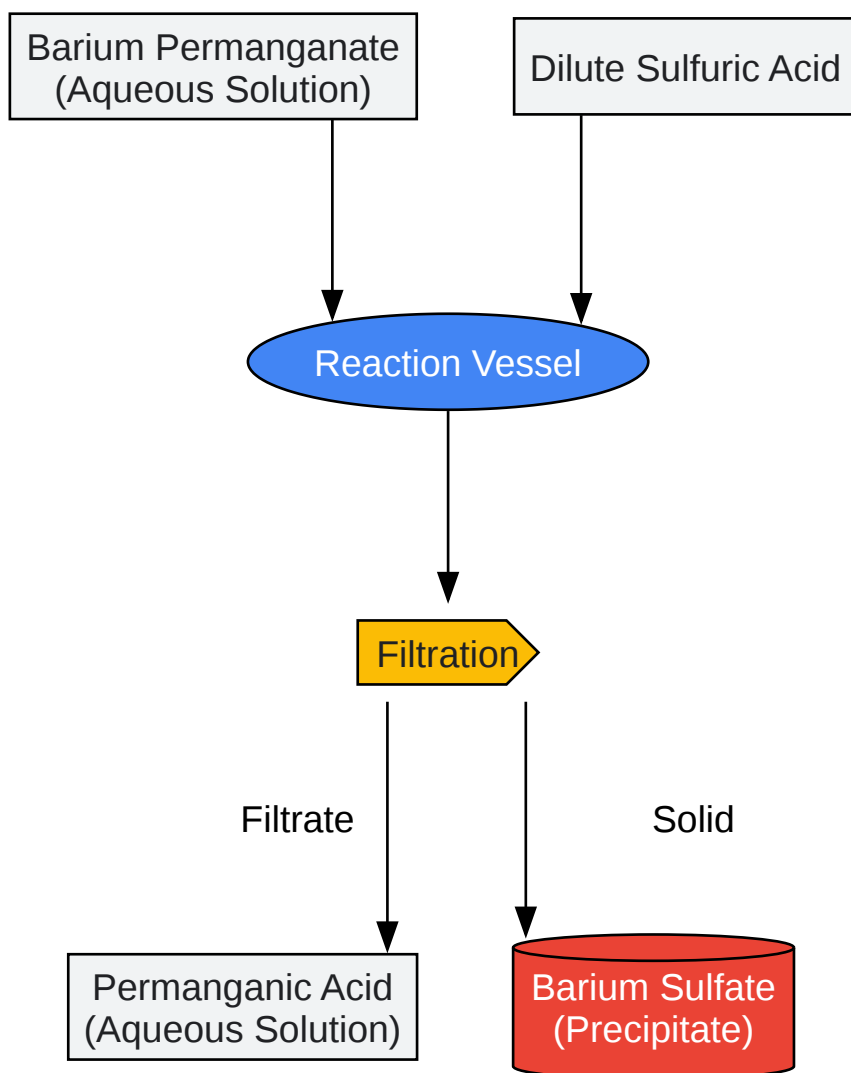 Barium Permanganate
(Aqueous Solution)
Dilute Sulfuric Acid
Reaction Vessel
Filtration
Filtrate
Solid
Permanganic Acid
(Aqueous Solution)
Barium Sulfate
(Precipitate)